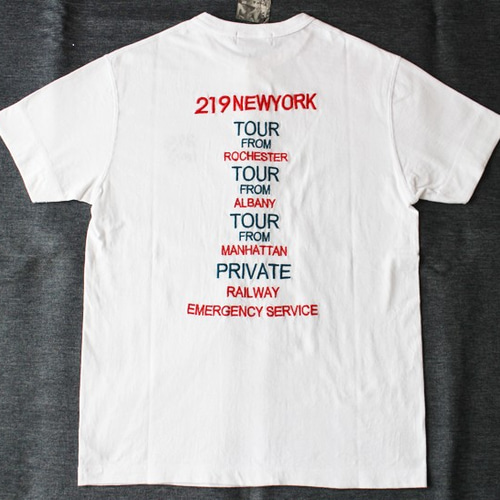 219 NEWYORK
TOUR
FROM
ROCHESTER
TOUR
FROM
ALBANY
TOUR
FROM
MANHATTAN
PRIVATE
RAILWAY
EMERGENCY SERVICE